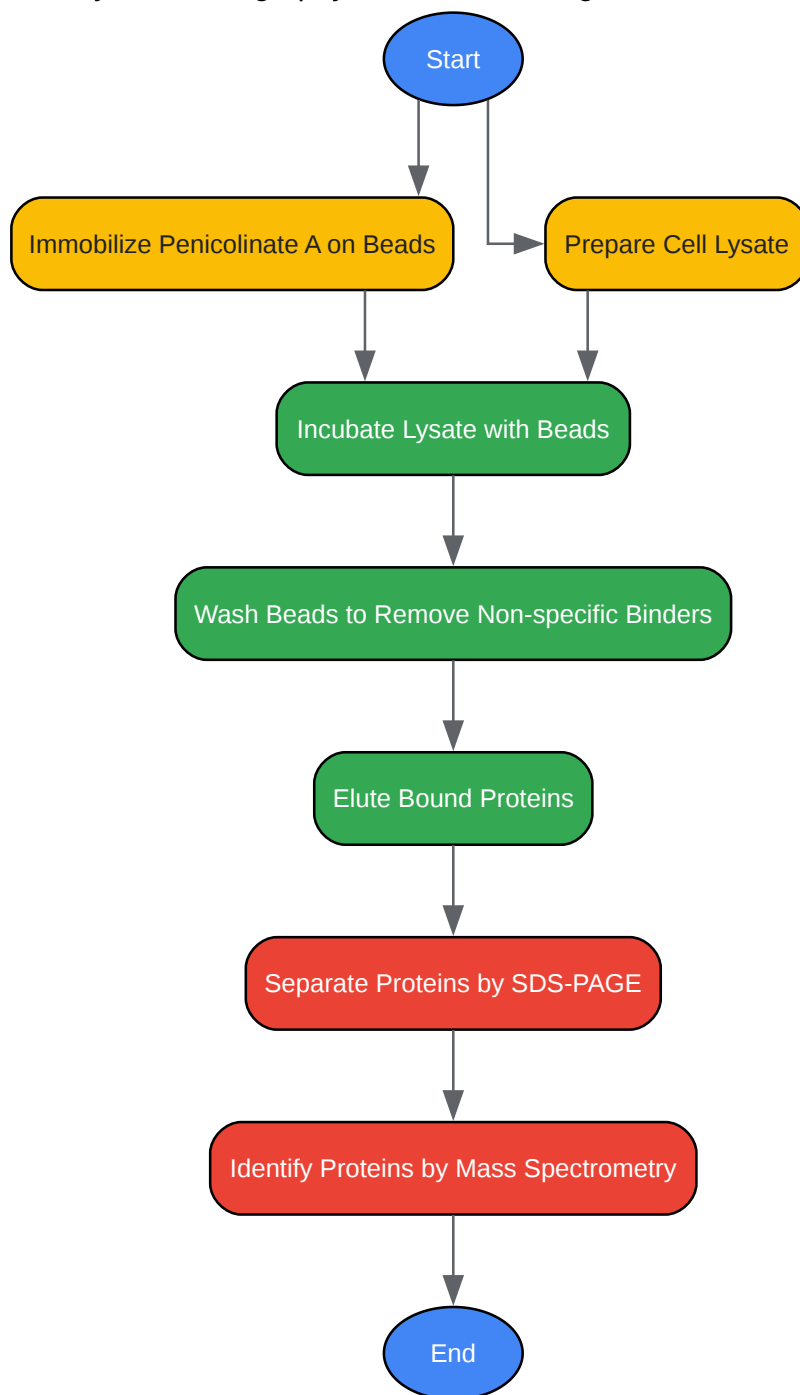 Start
Immobilize Penicolinate A on Beads
Prepare Cell Lysate
Incubate Lysate with Beads
Wash Beads to Remove Non-specific Binders
Elute Bound Proteins
Separate Proteins by SDS-PAGE
Identify Proteins by Mass Spectrometry
End